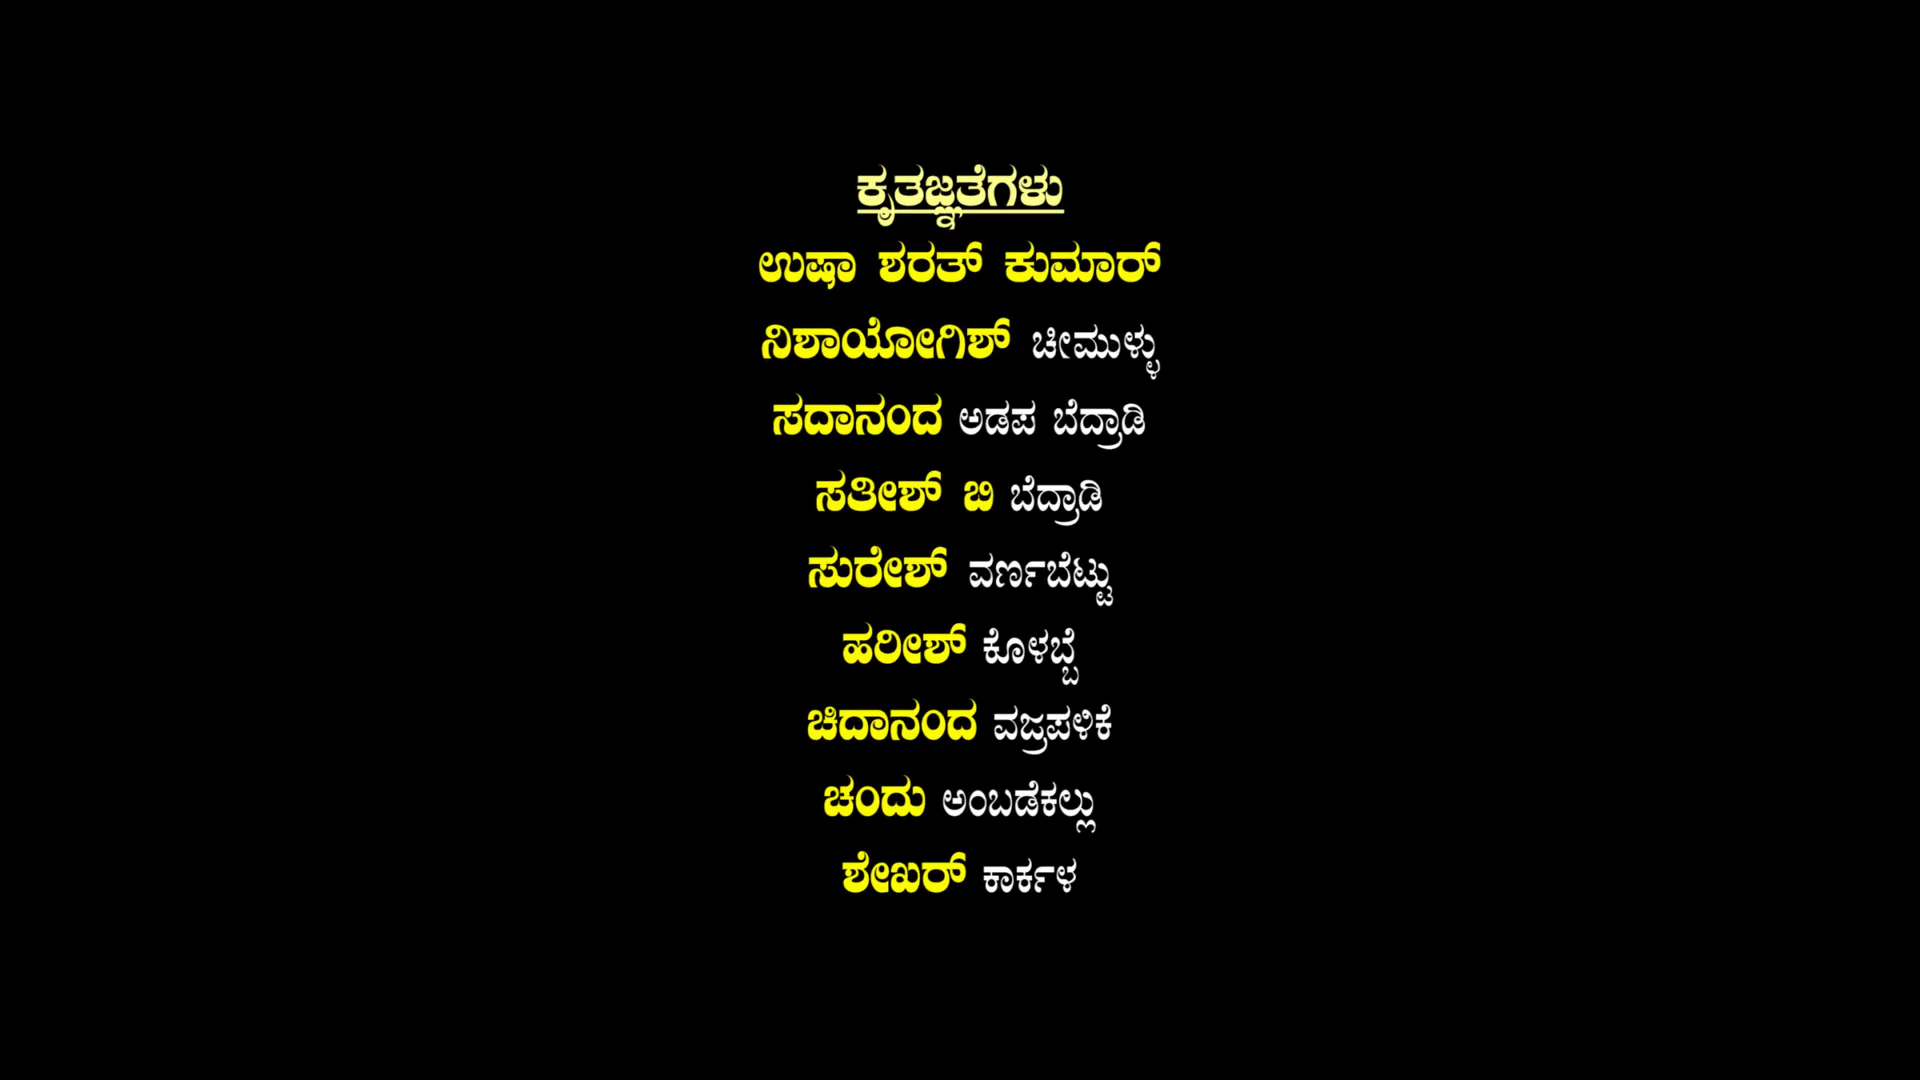 ಕೃತಜ್ಞತೆಗಳು
ಉಷಾ ಶರತ್ ಕುಮಾರ್
ನಿಶಾಯೋಗಿಶ್ ಚೀಮುಳ್ಳು
ಸದಾನಂದ ಅಡಪ ಬೆದ್ರಾಡಿ
ಸತೀಶ್ ಬಿ ಬೆದ್ರಾಡಿ
ಸುರೇಶ್ ವರ್ಣಬೆಟ್ಟು
ಹರೀಶ್ ಕೊಳಬ್ಬೆ
ಚಿದಾನಂದ ವಜ್ರಪಳಿಕೆ
ಚಂದು ಅಂಬಡೆಕಲ್ಲು
ಶೇಖರ್ ಕಾರ್ಕಳ